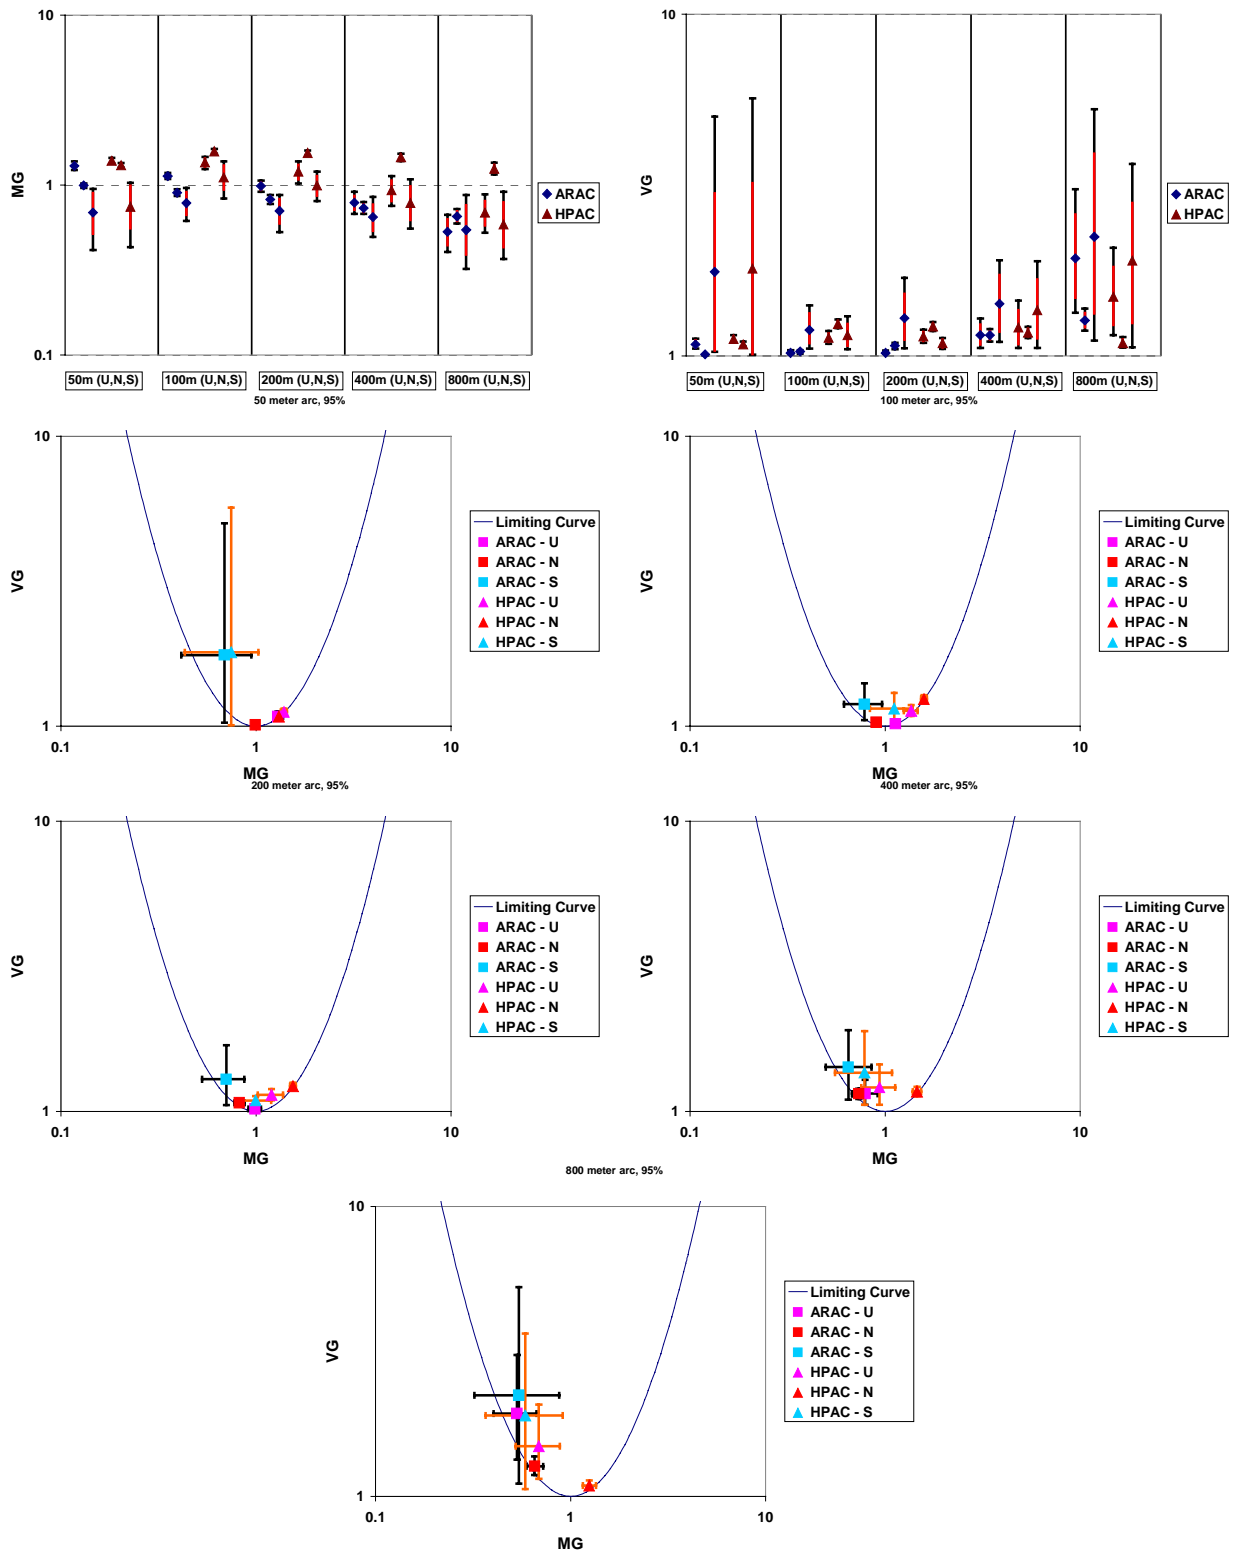 10
MG
1
0.1
ARAC
HPAC
50m (U,N,S)
100m (U,N,S)
200m (U,N,S)
400m (U,N,S)
800m (U,N,S)
10
VG
1
ARAC
HPAC
50m (U,N,S)
100m (U,N,S)
200m (U,N,S)
400m (U,N,S)
800m (U,N,S)
50 meter arc, 95%
10
VG
1
0.1
1
10
MG
Limiting Curve
ARAC - U
ARAC - N
ARAC - S
HPAC - U
HPAC - N
HPAC - S
100 meter arc, 95%
10
VG
1
0.1
1
10
MG
Limiting Curve
ARAC - U
ARAC - N
ARAC - S
HPAC - U
HPAC - N
HPAC - S
200 meter arc, 95%
10
VG
1
0.1
1
10
MG
Limiting Curve
ARAC - U
ARAC - N
ARAC - S
HPAC - U
HPAC - N
HPAC - S
400 meter arc, 95%
10
VG
1
0.1
1
10
MG
Limiting Curve
ARAC - U
ARAC - N
ARAC - S
HPAC - U
HPAC - N
HPAC - S
800 meter arc, 95%
10
VG
1
0.1
1
10
MG
Limiting Curve
ARAC - U
ARAC - N
ARAC - S
HPAC - U
HPAC - N
HPAC - S